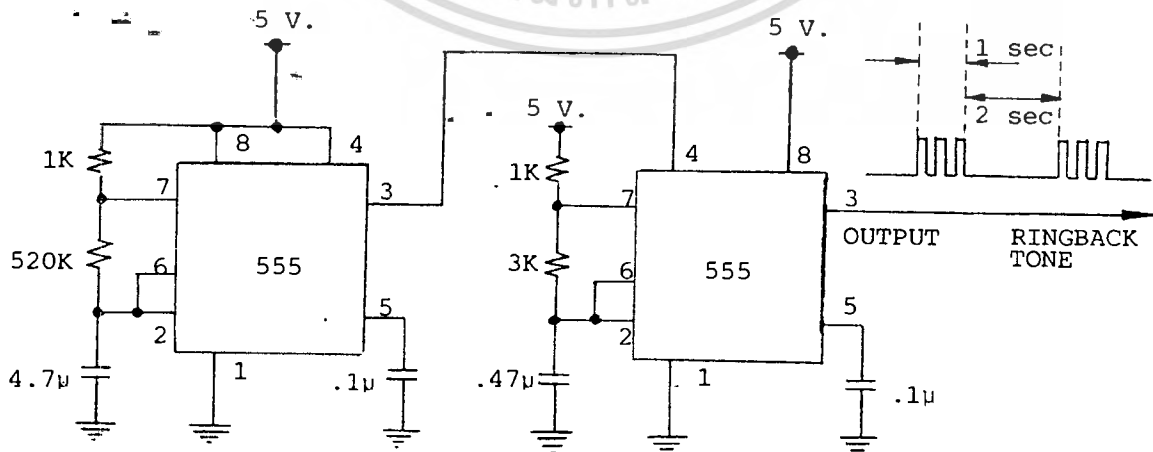 5 V.
8
4
1K
7
3
520K
6
555
2
5
4.7μ
1
.1μ
5 V.
5 V.
4
8
1K
7
3
3K
6
555
2
5
.47μ
1
.1μ
1 sec
2 sec
OUTPUT
RINGBACK
TONE